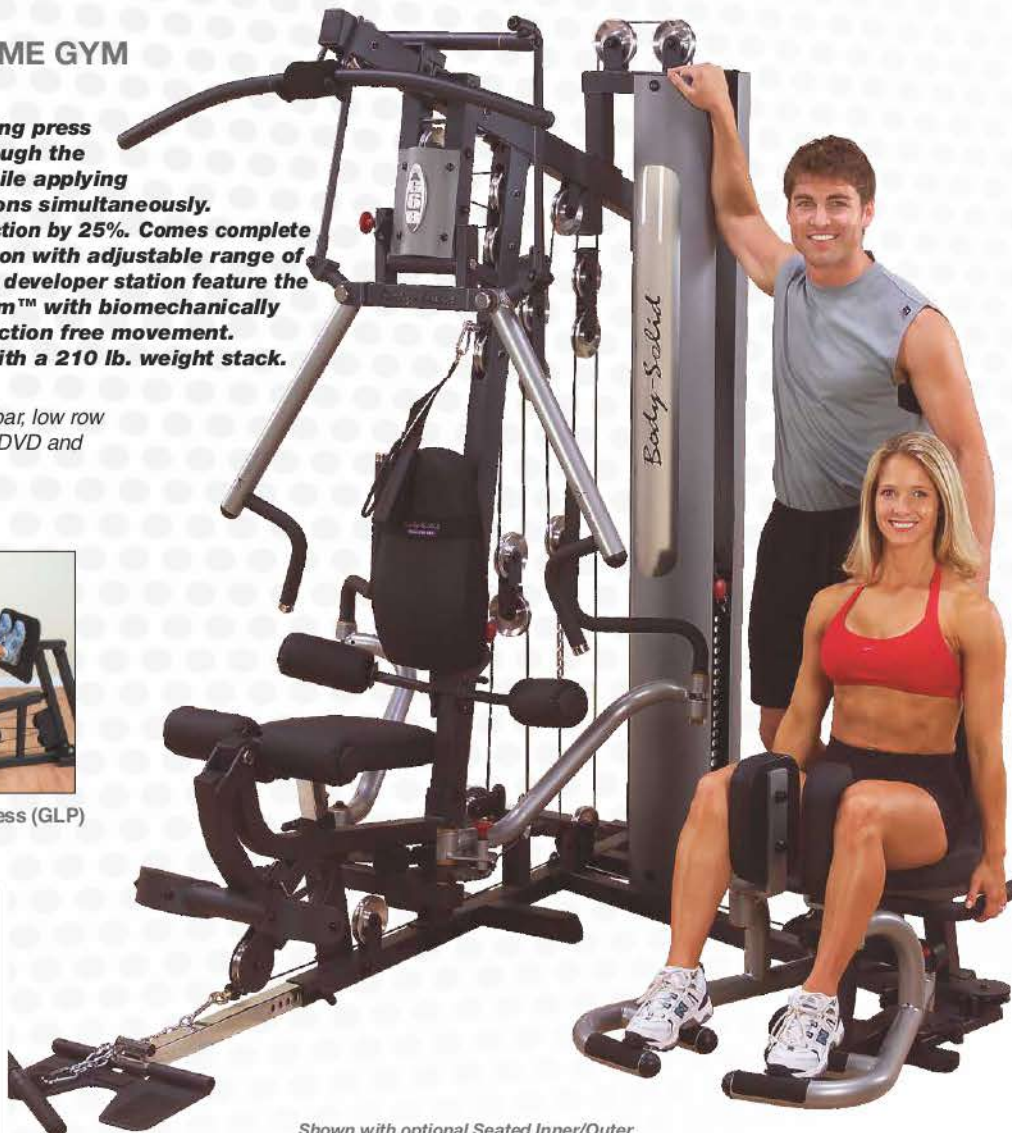 ME GYM
ng press
ough the
ile applying
ons simultaneously.
ction by 25%. Comes complete
on with adjustable range of
developer station feature the
m™ with biomechanically
ction free movement.
ith a 210 lb. weight stack.
bar, low row
DVD and
ess (GLP)
Body-Solid
Shown with optional Seated Inner/Outer